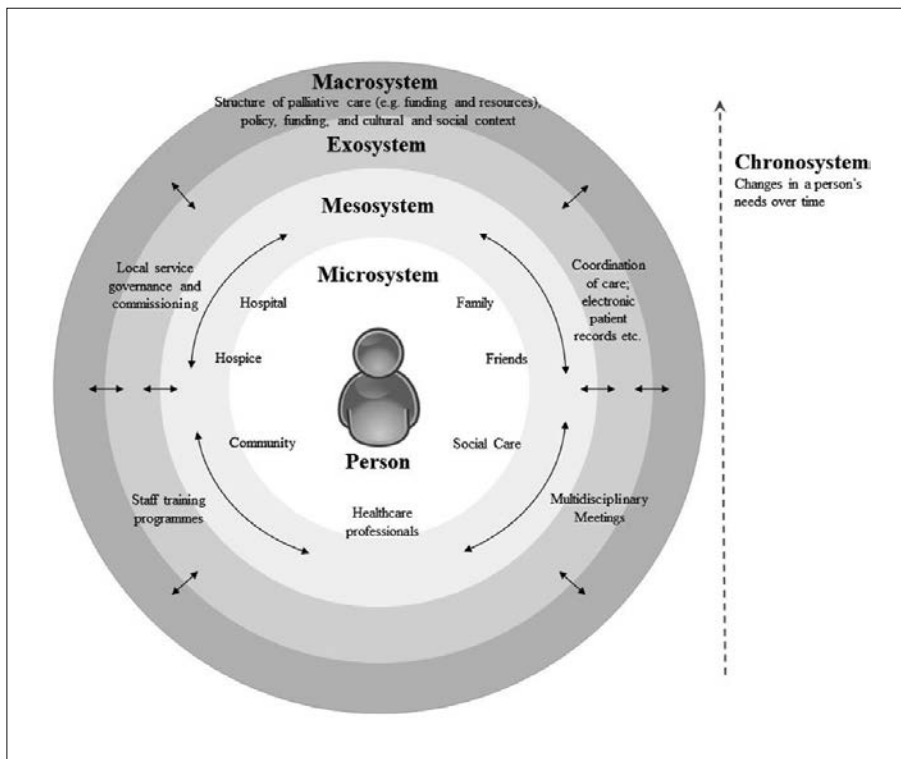 Macrosystem
Structure of palliative care (e.g. funding and resources),
policy, funding, and cultural and social context
Exosystem
Mesosystem
Microsystem
Chronosystem
Changes in a person's
needs over time
Local service
governance and
commissioning
Hospital
Family
Coordination
of care;
electronic
patient
records etc.
Hospice
Friends
Community
Social Care
Person
Staff training
programmes
Healthcare
professionals
Multidisciplinary
Meetings